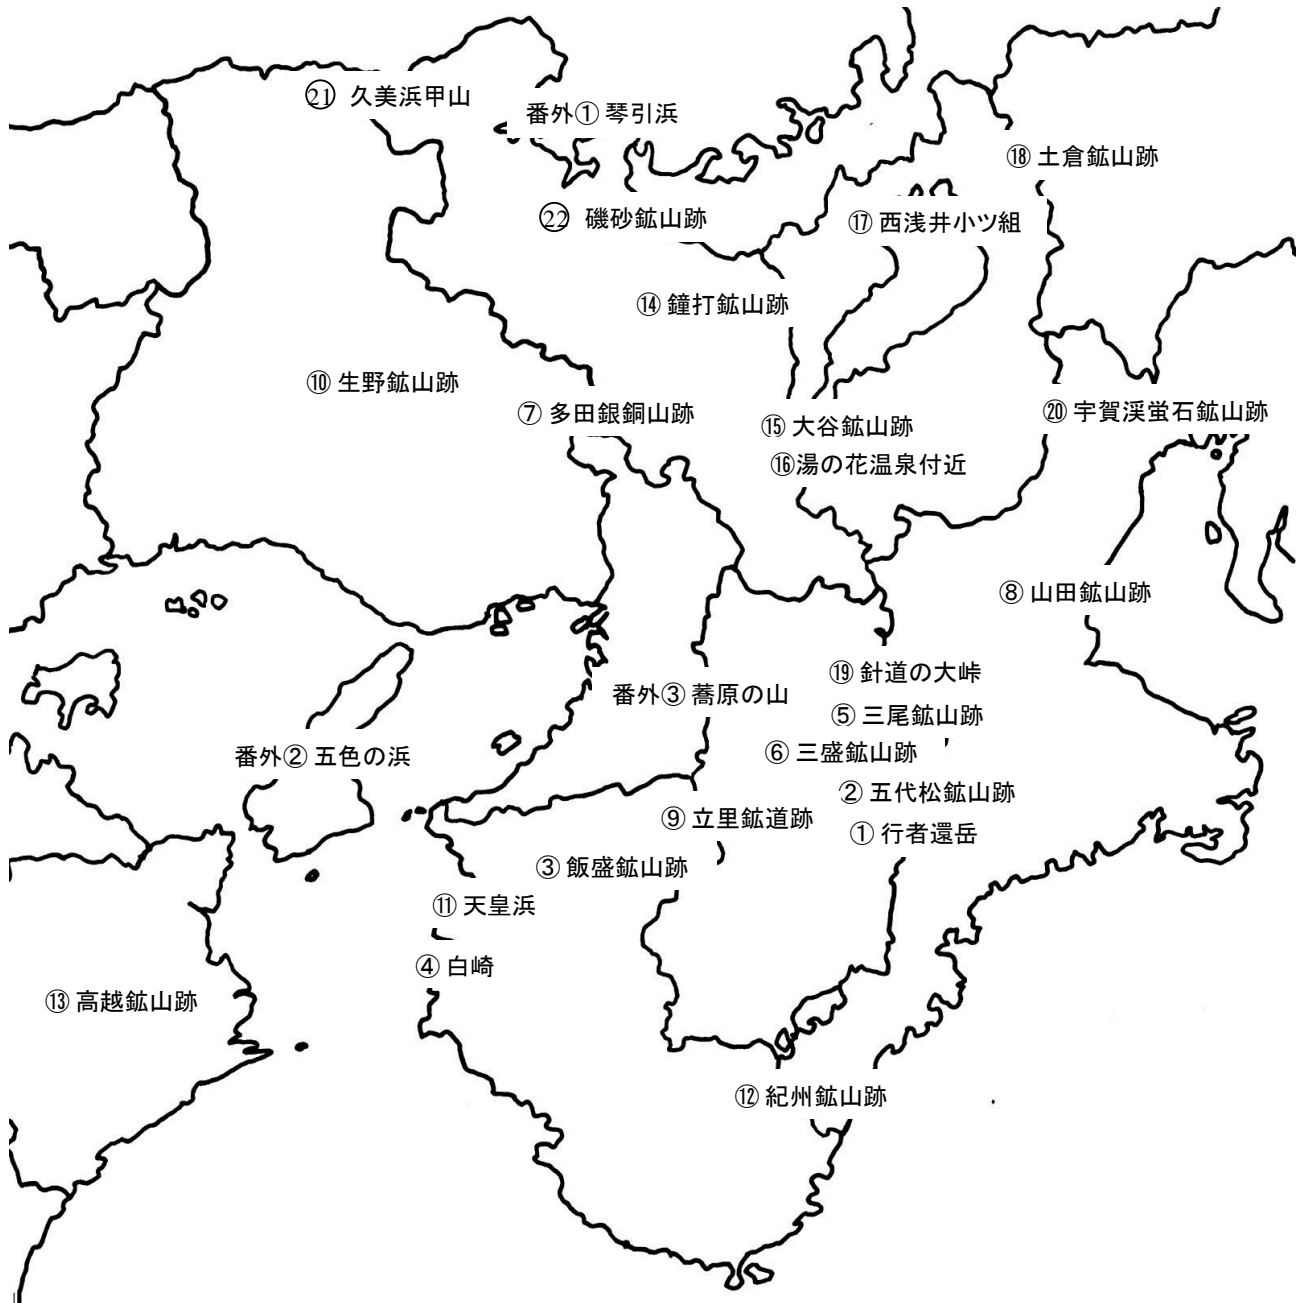 ㉑ 久美浜甲山
番外① 琴引浜
⑱ 土倉鉱山跡
㉒ 磯砂鉱山跡
⑰ 西浅井小ツ組
⑭ 鐘打鉱山跡
⑩ 生野鉱山跡
⑦ 多田銀銅山跡
⑮ 大谷鉱山跡
⑳ 宇賀渓蛍石鉱山跡
⑯湯の花温泉付近
⑧ 山田鉱山跡
⑲ 針道の大峠
番外③ 蕎原の山
⑤ 三尾鉱山跡
番外② 五色の浜
⑥ 三盛鉱山跡
② 五代松鉱山跡
⑨ 立里鉱道跡
① 行者還岳
③ 飯盛鉱山跡
⑪ 天皇浜
④ 白崎
⑬ 高越鉱山跡
⑫ 紀州鉱山跡